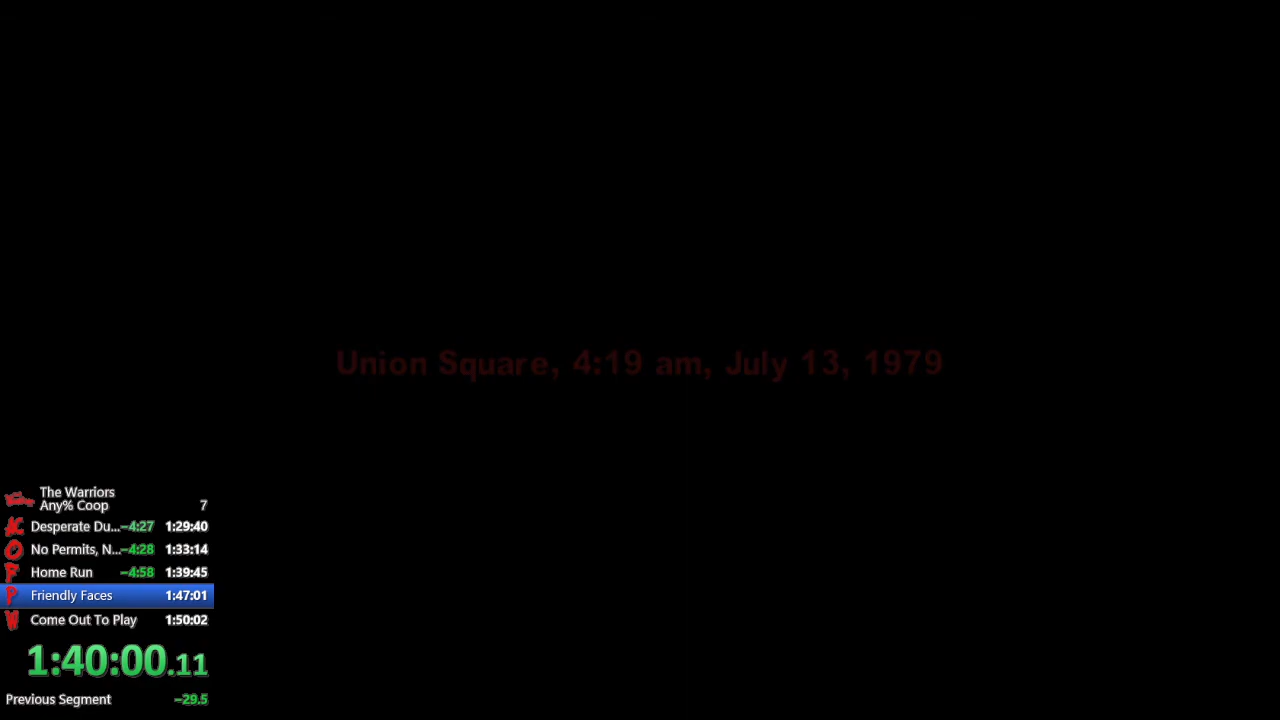 Union Square, 4:19 am, July 13, 1979
The Warriors
Any% Coop 7
Desperate Du... −4:27 1:29:40
No Permits, N... −4:28 1:33:14
Home Run −4:58 1:39:45
Friendly Faces 1:47:01
Come Out To Play 1:50:02
1:40:00.11
Previous Segment −29.5